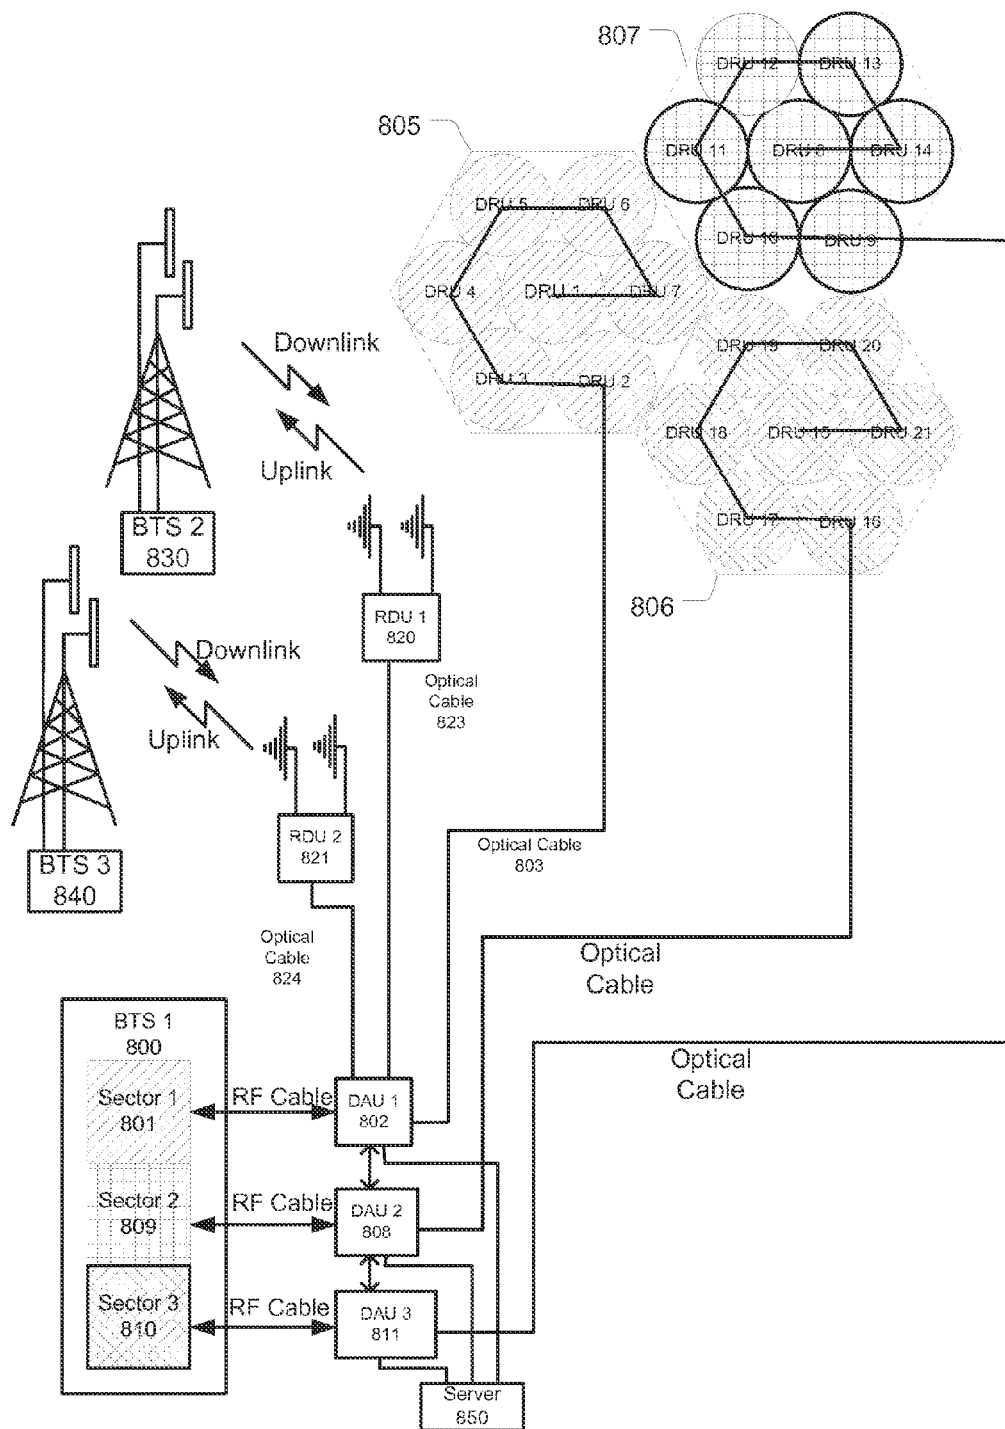 807
DRU 12
DRU 13
805
DRU 11
DRU 8
DRU 14
DRU 5
DRU 6
DRU 10
DRU 9
DRU 4
DRU 1
DRU 7
Downlink
DRU 19
DRU 20
DRU 3
DRU 2
DRU 18
DRU 15
DRU 21
Uplink
DRU 17
DRU 16
BTS 2
830
806
RDU 1
820
Downlink
Optical
Cable
823
Uplink
RDU 2
821
Optical Cable
803
BTS 3
840
Optical
Cable
824
Optical
Cable
BTS 1
800
Optical
Cable
Sector 1
801
RF Cable
DAU 1
802
Sector 2
809
RF Cable
DAU 2
808
Sector 3
810
RF Cable
DAU 3
811
Server
850